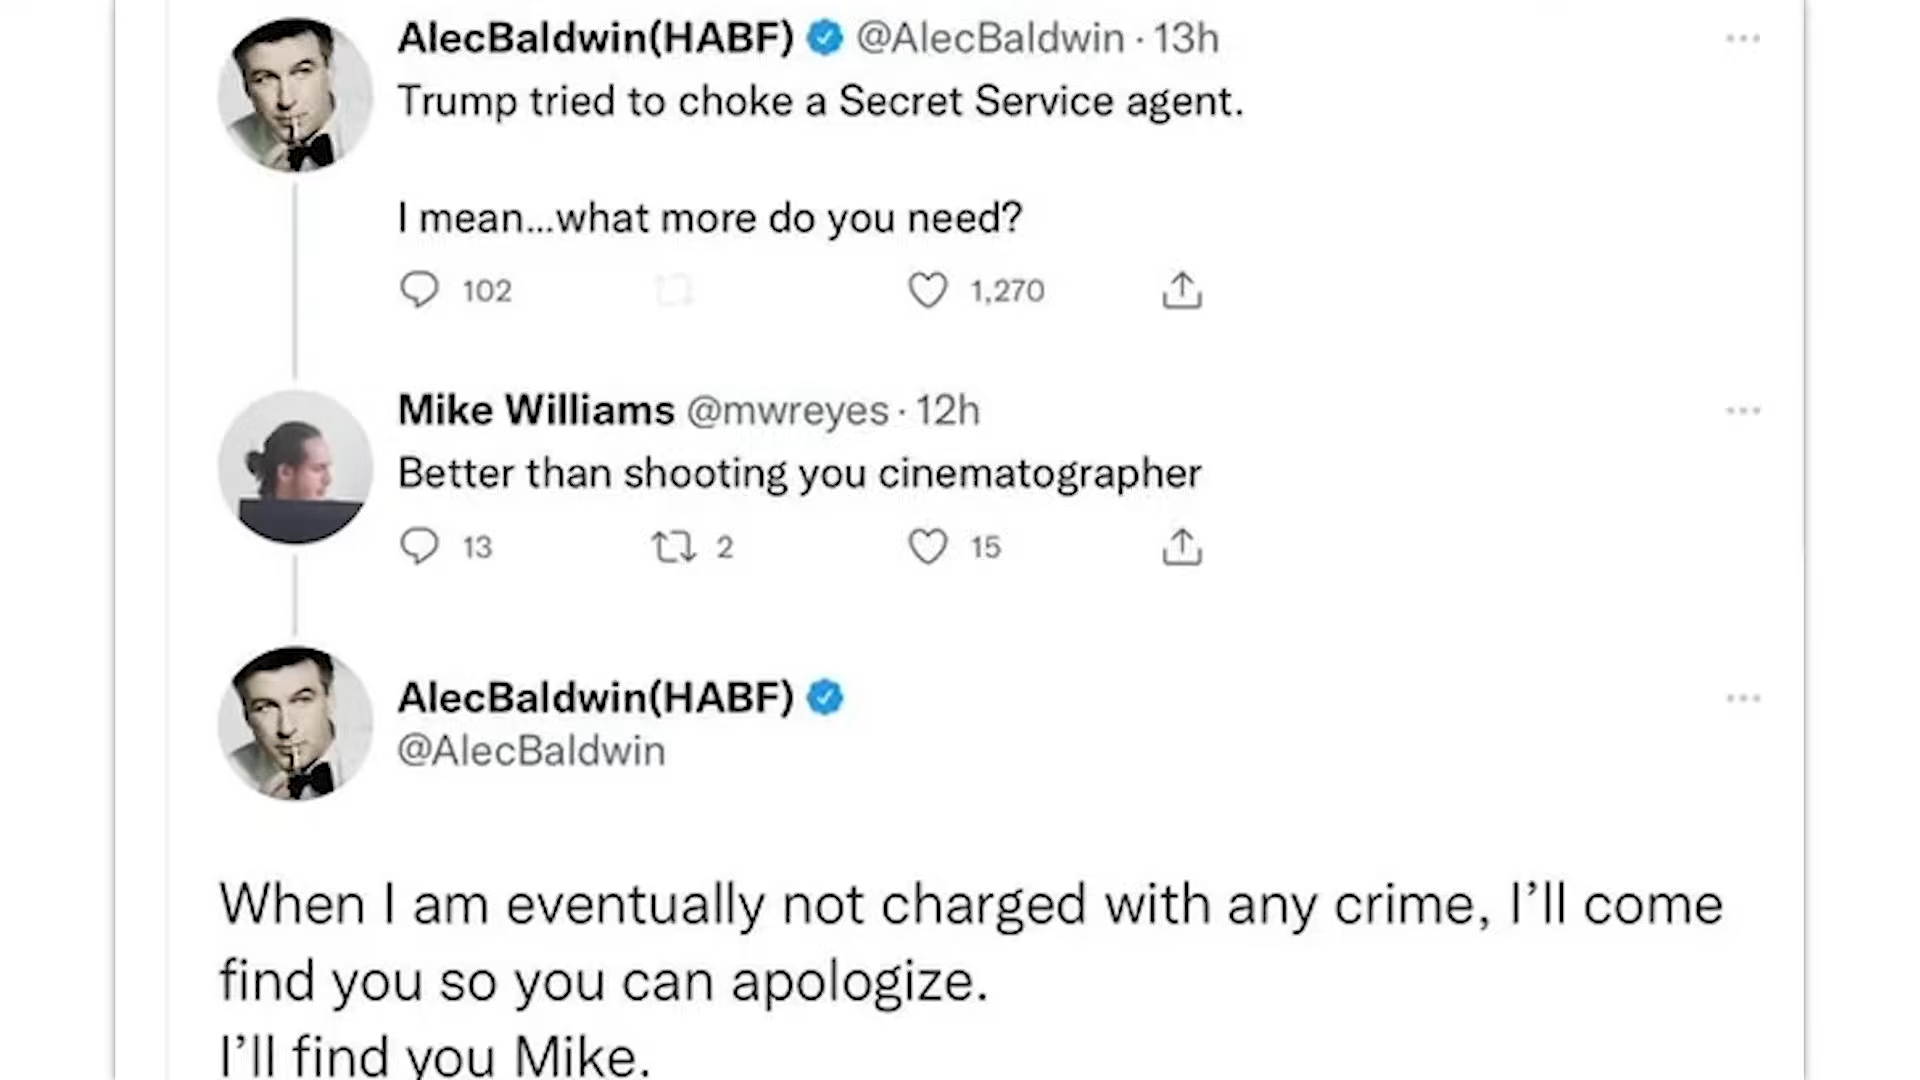 AlecBaldwin(HABF) @AlecBaldwin · 13h
Trump tried to choke a Secret Service agent.
I mean...what more do you need?
102 1,270
Mike Williams @mwreyes · 12h
Better than shooting you cinematographer
13 2 15
AlecBaldwin(HABF)
@AlecBaldwin
When I am eventually not charged with any crime, I’ll come
find you so you can apologize.
I’ll find you Mike.